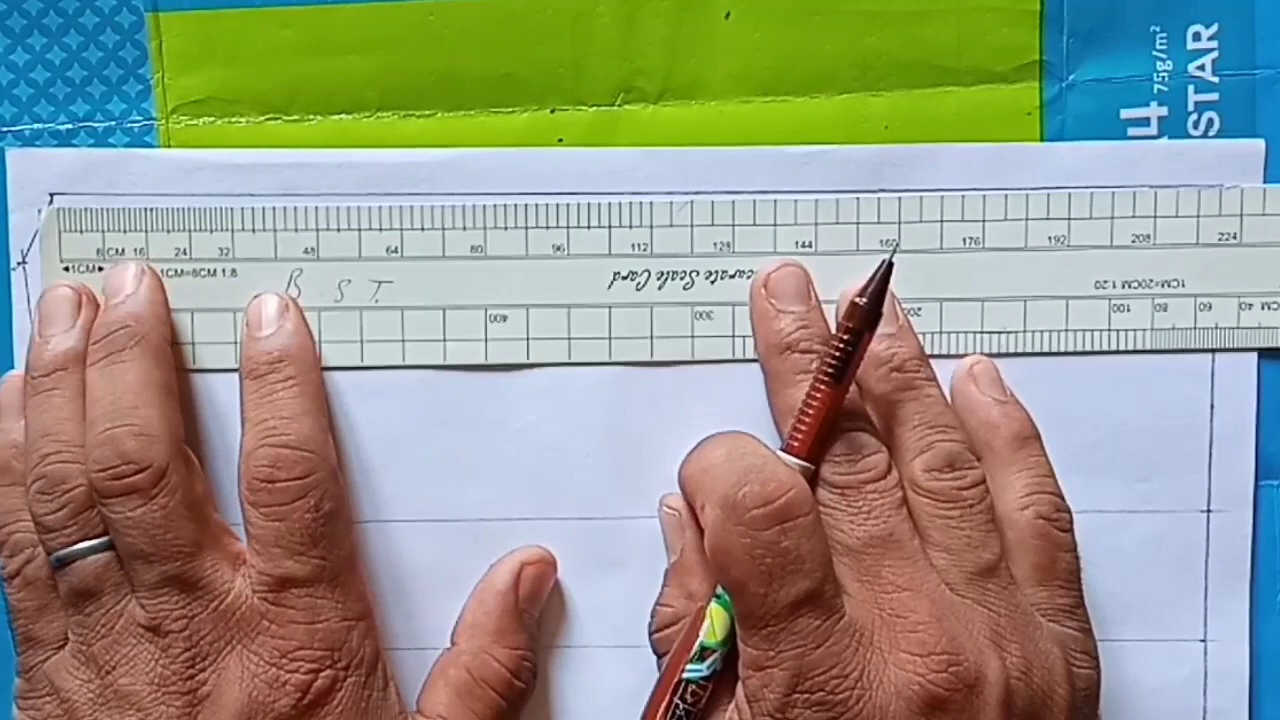 4 75g/m²
STAR
8 CM 16 24 32 48 64 80 96 112 128 144 160 176 192 208 224
1CM 1CM=8CM 1:8
B S T.
curate Scale Card
1CM=20CM 1:20
400 300 200 100 80 60 40 CM